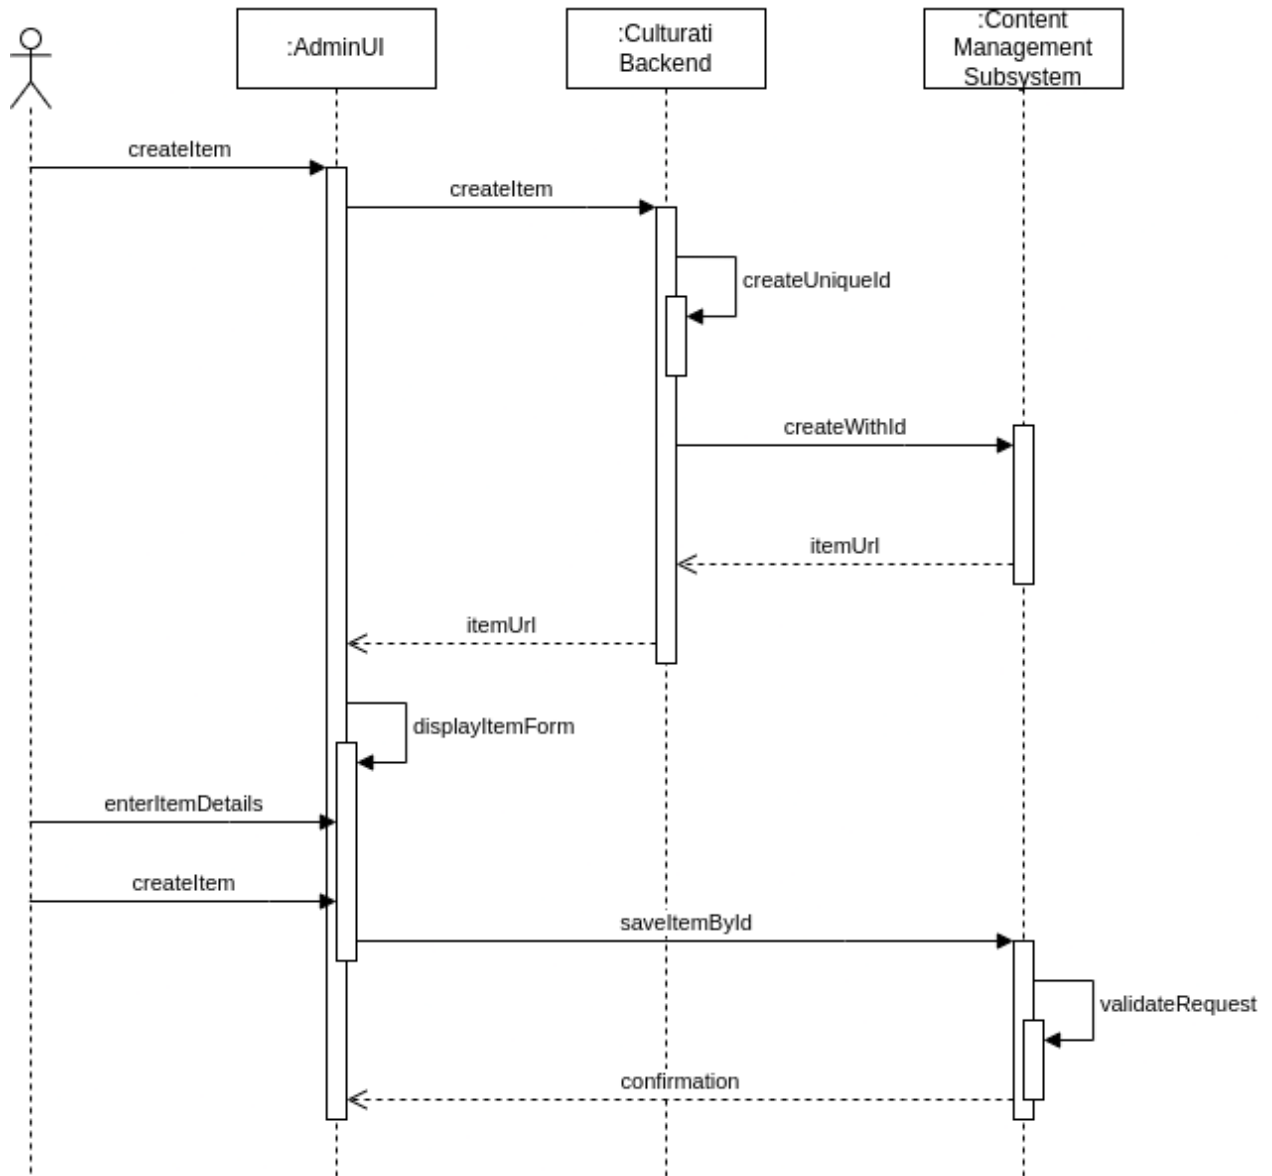 :AdminUI
:Culturati
Backend
:Content
Management
Subsystem
createItem
createItem
createUniqueId
createWithId
itemUrl
itemUrl
displayItemForm
enterItemDetails
createItem
saveItemById
validateRequest
confirmation